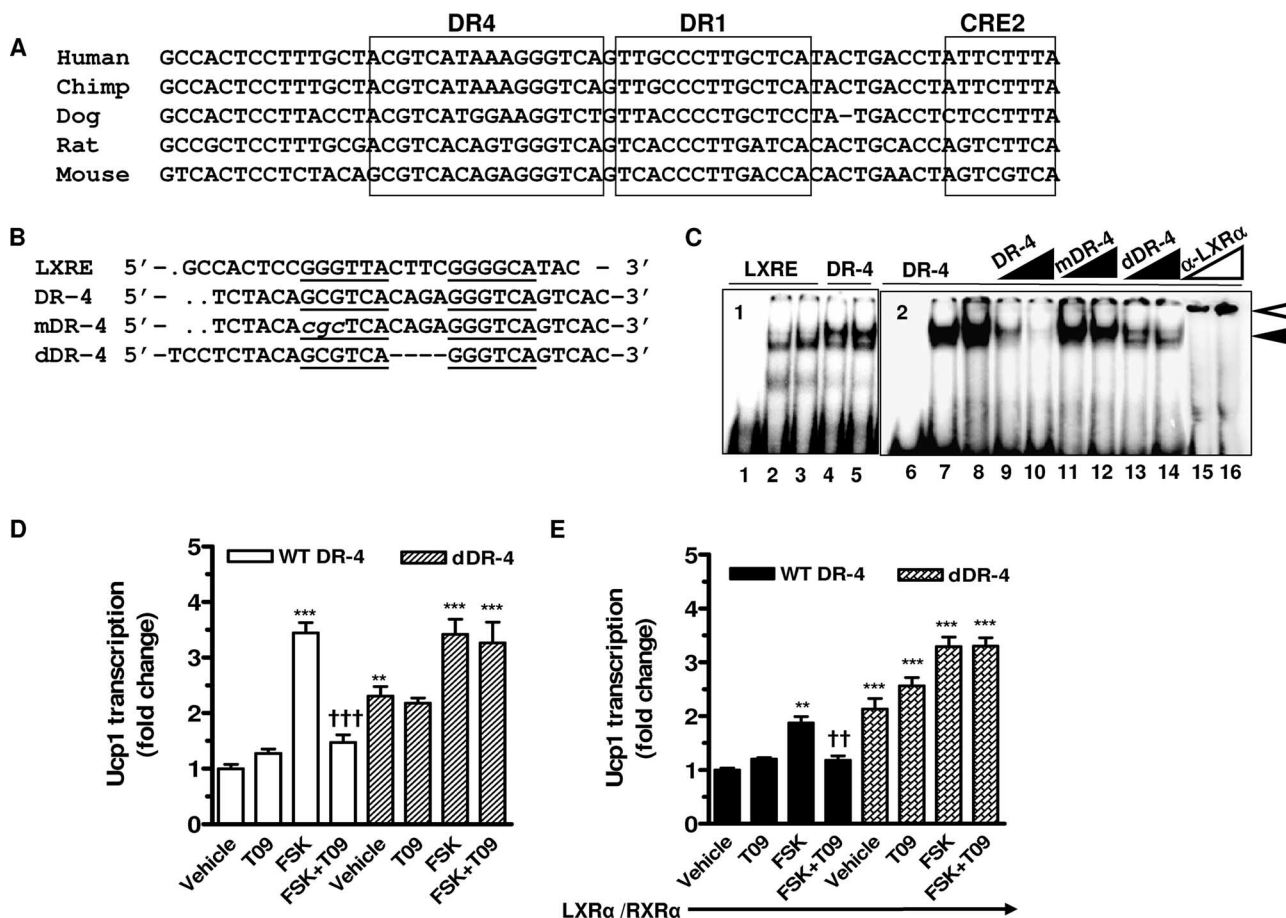 DR4 DR1 CRE2
A
Human GCCACTCCTTTGCTACGTCATAAAGGGTCAGTTGCCCTTGCTCATACTGACCTATTCTTTA
Chimp GCCACTCCTTTGCTACGTCATAAAGGGTCAGTTGCCCTTGCTCATACTGACCTATTCTTTA
Dog GCCACTCCTTACCTACGTCATGGAAGGTCTGTTACCCCTGCTCCTA-TGACCTCTCCTTTA
Rat GCCGCTCCTTTGCGACGTCACAGTGGGTCAGTCACCCTTGATCACACTGCACCAGTCTTCA
Mouse GTCACTCCTCTACAGCGTCACAGAGGGTCAGTCACCCTTGACCACACTGAACTAGTCGTCA
B
LXRE 5'-.GCCACTCCGGGTTACTTCGGGGCATAC - 3'
DR-4 5'- ..TCTACAGCGTCACAGAGGGTCAGTCAC-3'
mDR-4 5'- ..TCTACAcgcTCACAGAGGGTCAGTCAC-3'
dDR-4 5'-TCCTCTACAGCGTCA----GGGTCAGTCAC-3'
C
LXRE DR-4 DR-4 DR-4 mDR-4 dDR-4 α-LXRα
1 2
1 2 3 4 5 6 7 8 9 10 11 12 13 14 15 16
D
Ucp1 transcription
(fold change)
5
4
3
2
1
0
WT DR-4 dDR-4
*** ††† ** *** ***
Vehicle T09 FSK FSK+T09 Vehicle T09 FSK FSK+T09
E
Ucp1 transcription
(fold change)
5
4
3
2
1
0
WT DR-4 dDR-4
** †† *** *** *** ***
Vehicle T09 FSK FSK+T09 Vehicle T09 FSK FSK+T09
LXRα /RXRα